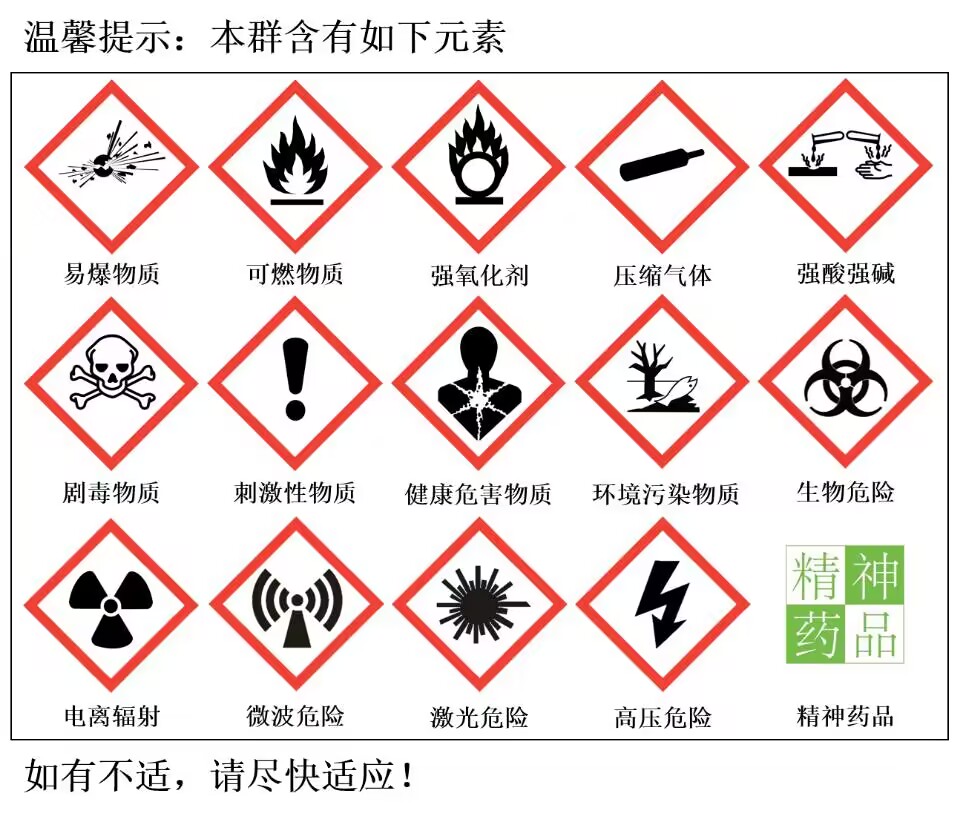 温馨提示：本群含有如下元素
易爆物质 可燃物质 强氧化剂 压缩气体 强酸强碱
剧毒物质 刺激性物质 健康危害物质 环境污染物质 生物危险
精神
药品
电离辐射 微波危险 激光危险 高压危险 精神药品
如有不适，请尽快适应！